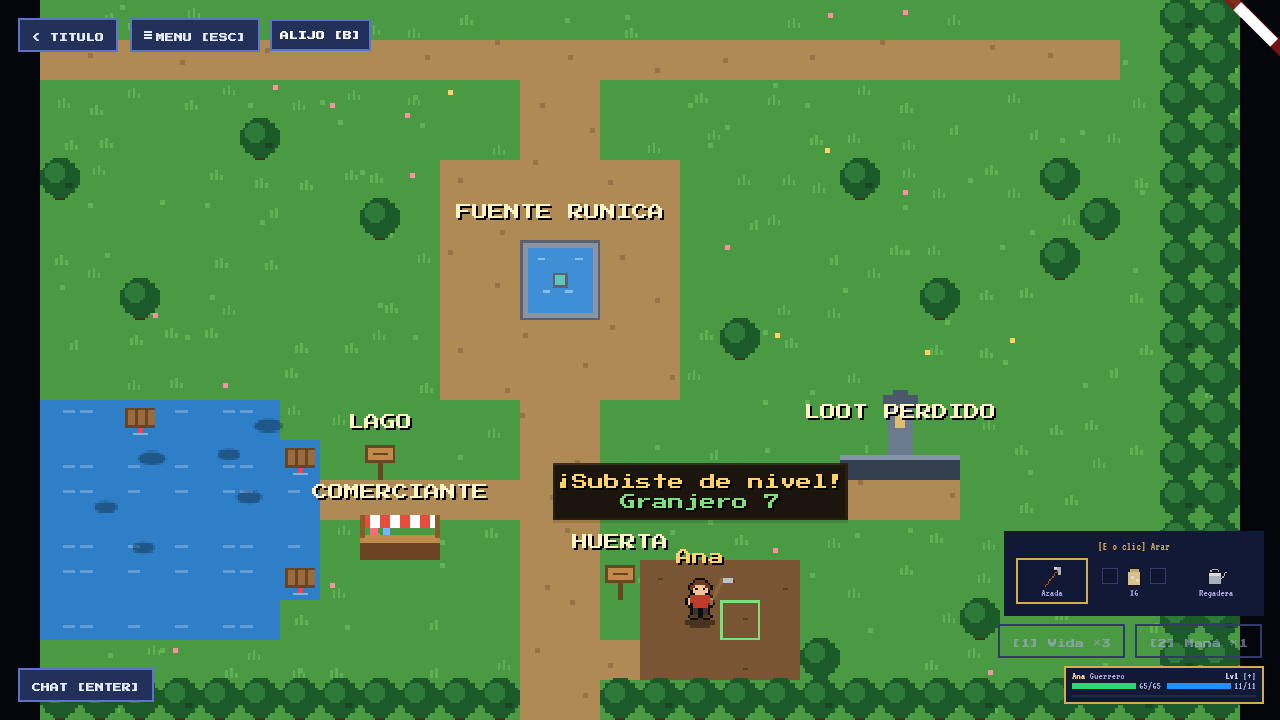 < TITULO
≡ MENU [ESC]
ALIJO [B]
FUENTE RUNICA
LAGO
LOOT PERDIDO
COMERCIANTE
¡Subiste de nivel!
Granjero 7
HUERTA
Ana
[E o clic] Arar
Azada
16
Regadera
[1] Vida ×3
[2] Mana ×1
CHAT [ENTER]
Ana Guerrero
Lv1 [+]
65/65
11/11